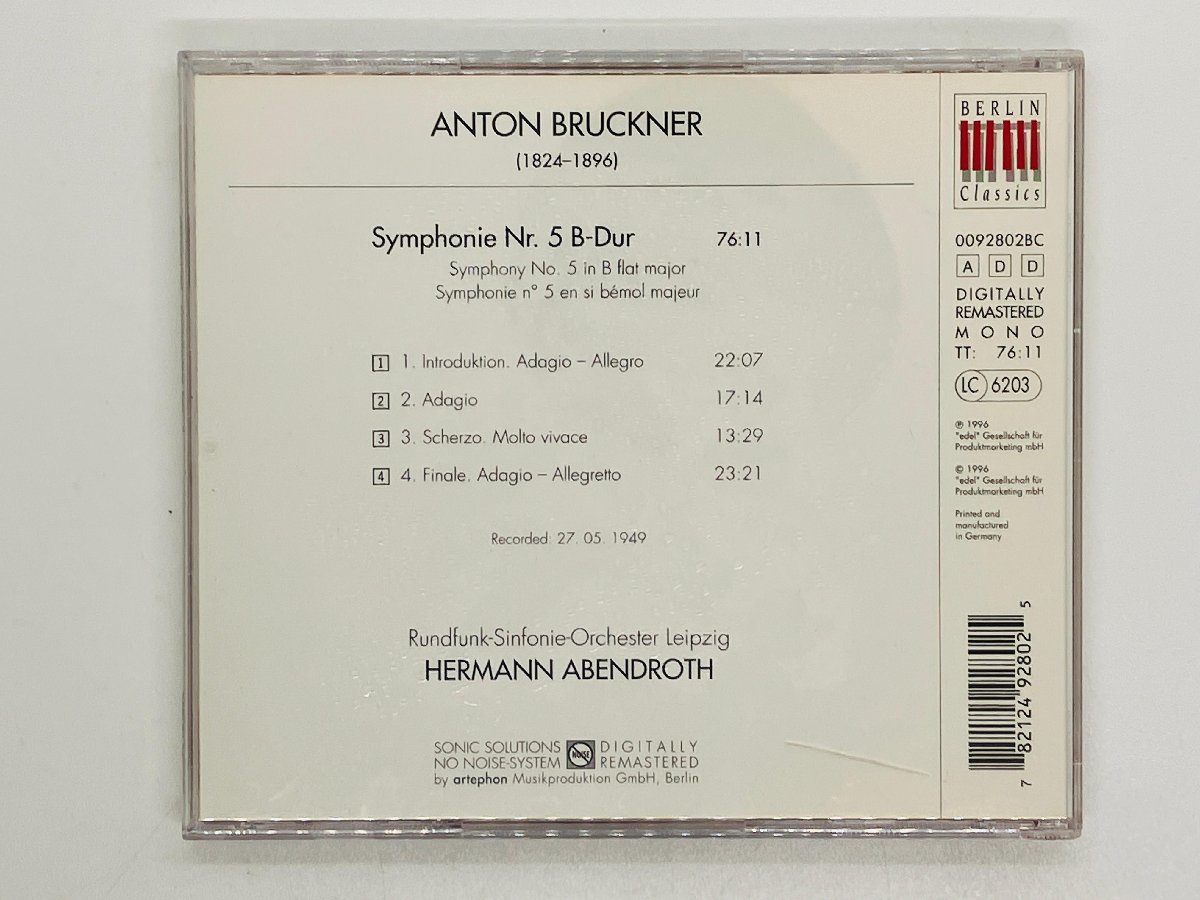 ANTON BRUCKNER
(1824–1896)
Symphonie Nr. 5 B-Dur 76:11
Symphony No. 5 in B flat major
Symphonie n° 5 en si bémol majeur
1 1. Introduktion. Adagio – Allegro 22:07
2 2. Adagio 17:14
3 3. Scherzo. Molto vivace 13:29
4 4. Finale. Adagio – Allegretto 23:21
Recorded: 27. 05. 1949
Rundfunk-Sinfonie-Orchester Leipzig
HERMANN ABENDROTH
SONIC SOLUTIONS
NO NOISE-SYSTEM
NOISE
DIGITALLY
REMASTERED
by artephon Musikproduktion GmbH, Berlin
BERLIN
Classics
0092802BC
A D D
DIGITALLY
REMASTERED
MONO
TT: 76:11
LC 6203
℗ 1996
"edel" Gesellschaft für
Produktmarketing mbH
© 1996
"edel" Gesellschaft für
Produktmarketing mbH
Printed and
manufactured
in Germany
7 82124 92802 5